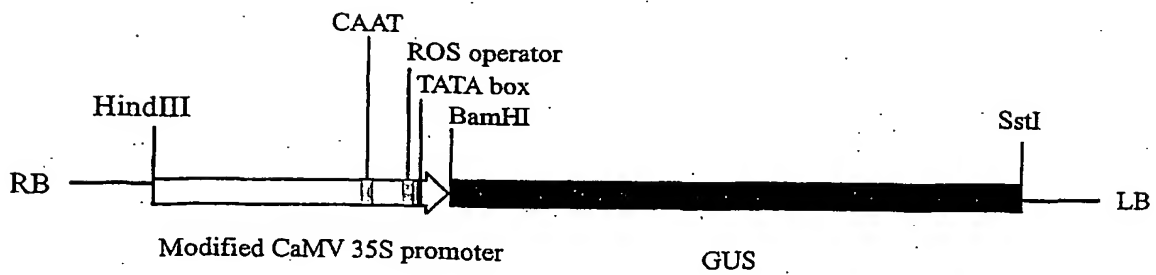 CAAT
ROS operator
TATA box
HindIII
BamHI
SstI
RB
LB
Modified CaMV 35S promoter
GUS